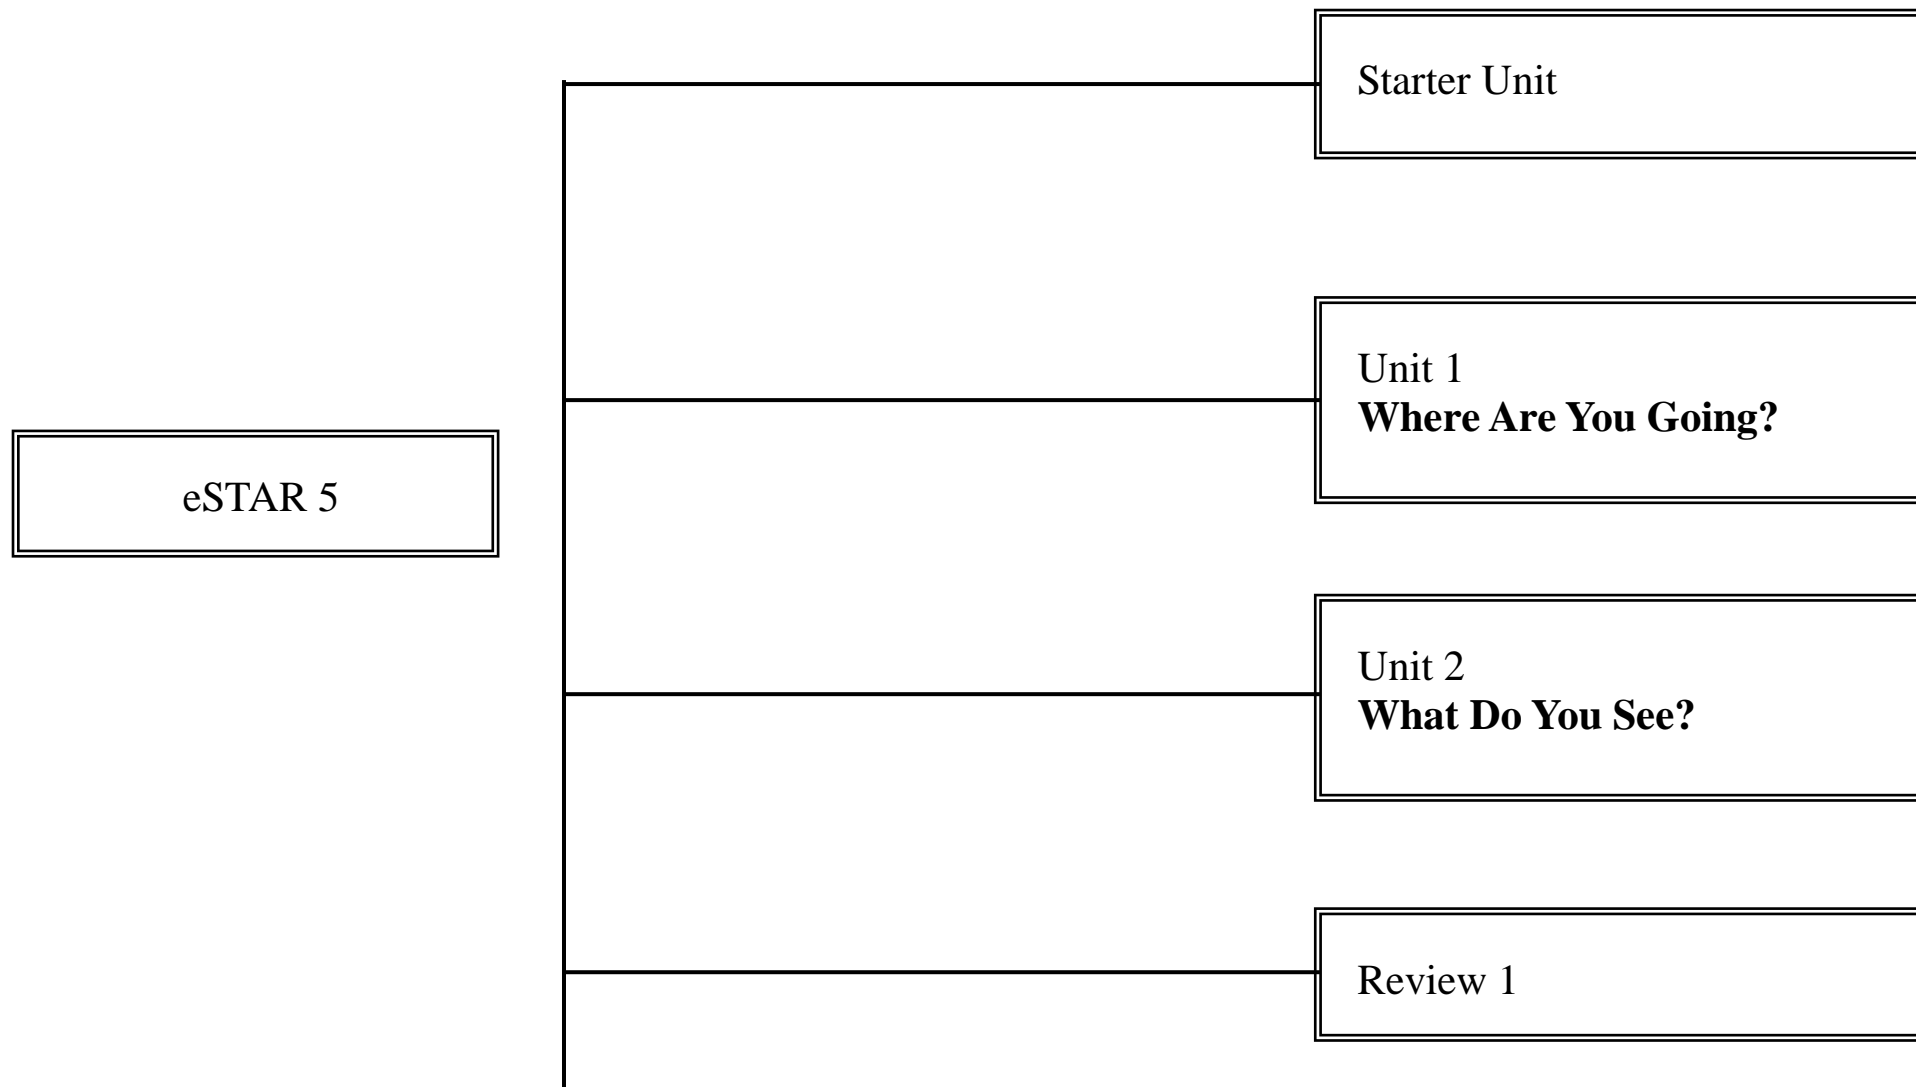 eSTAR 5
Starter Unit
Unit 1
Where Are You Going?
Unit 2
What Do You See?
Review 1